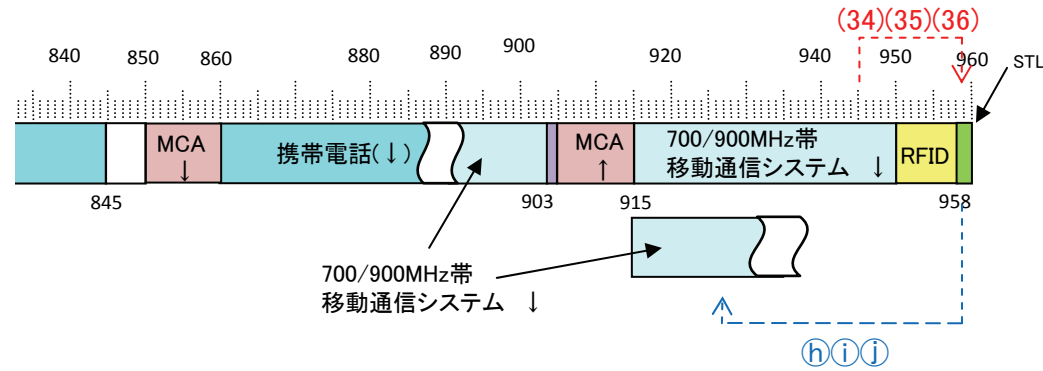 (34)(35)(36)
840 850 860 880 890 900 920 940 950 960
STL
MCA
↓
携帯電話(↓)
MCA
↑
700/900MHz帯
移動通信システム ↓
RFID
845 903 915 958
700/900MHz帯
移動通信システム ↓
ⓗⓘⓙ